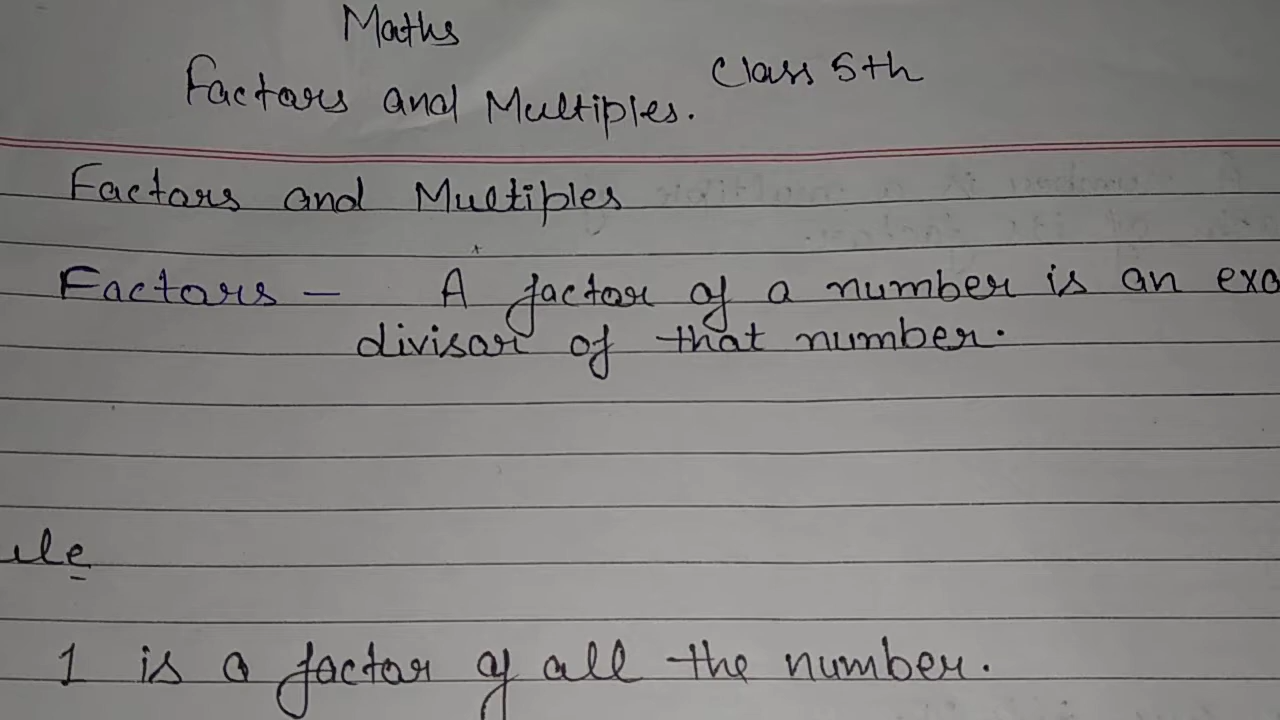 Maths
Class 5th
Factors and Multiples.
Factors and Multiples
Factors – A factor of a number is an exa
divisor of that number.
ule
1 is a factor of all the number.